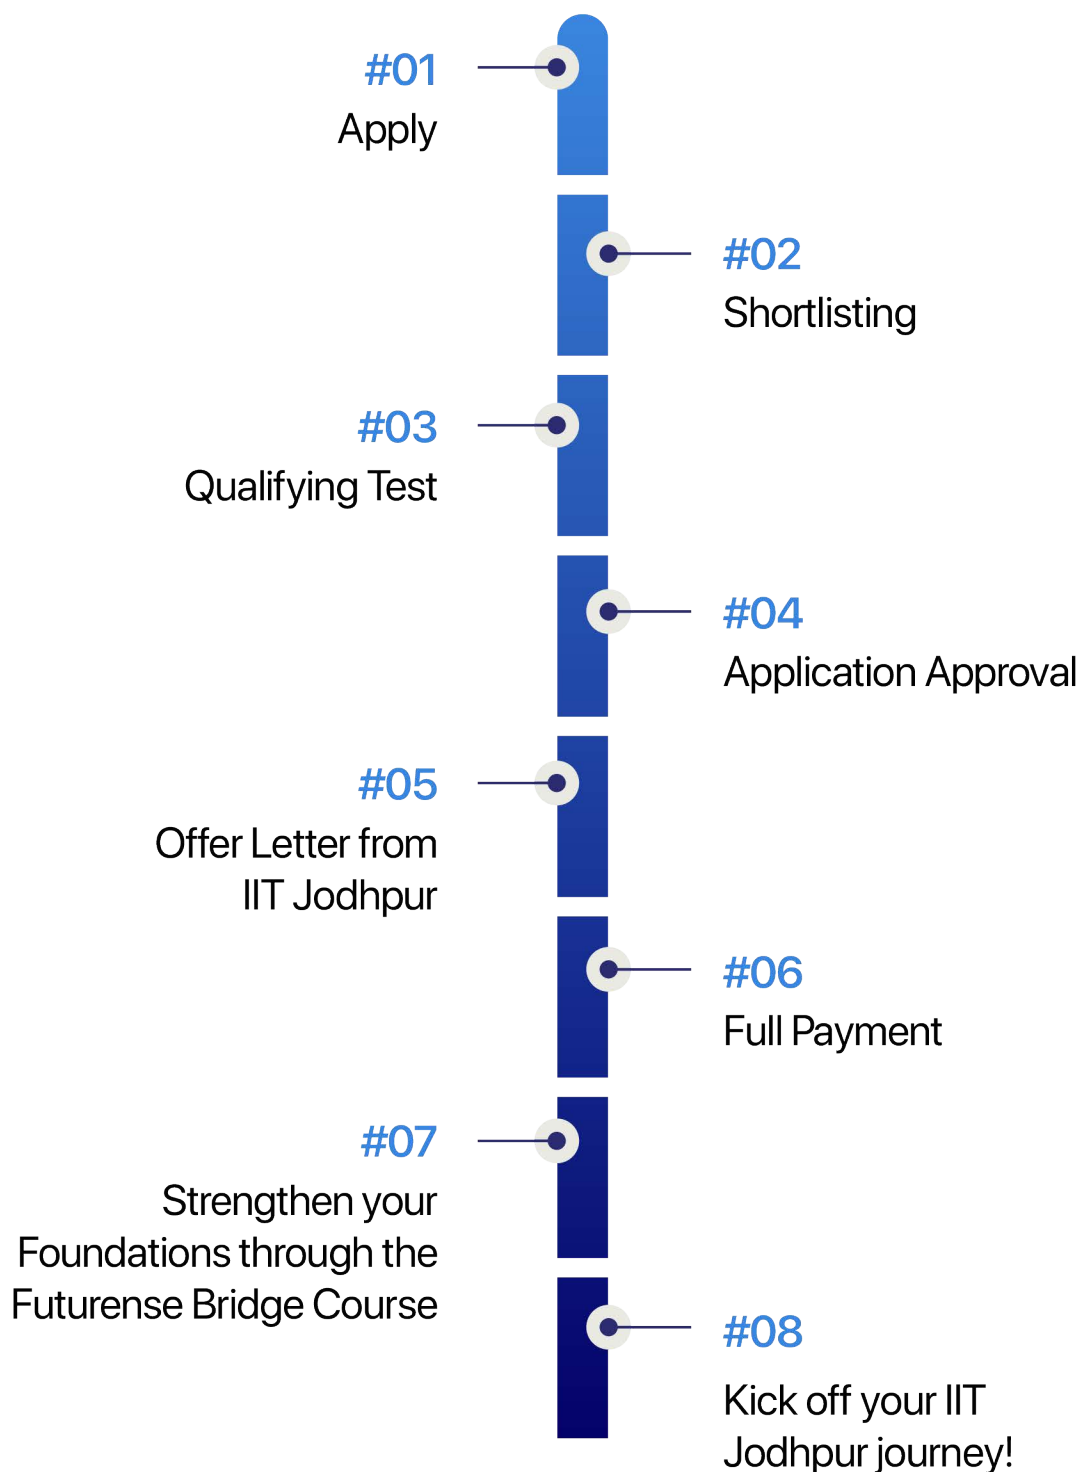 #01
Apply
#02
Shortlisting
#03
Qualifying Test
#04
Application Approval
#05
Offer Letter from
IIT Jodhpur
#06
Full Payment
#07
Strengthen your
Foundations through the
Futurense Bridge Course
#08
Kick off your IIT
Jodhpur journey!